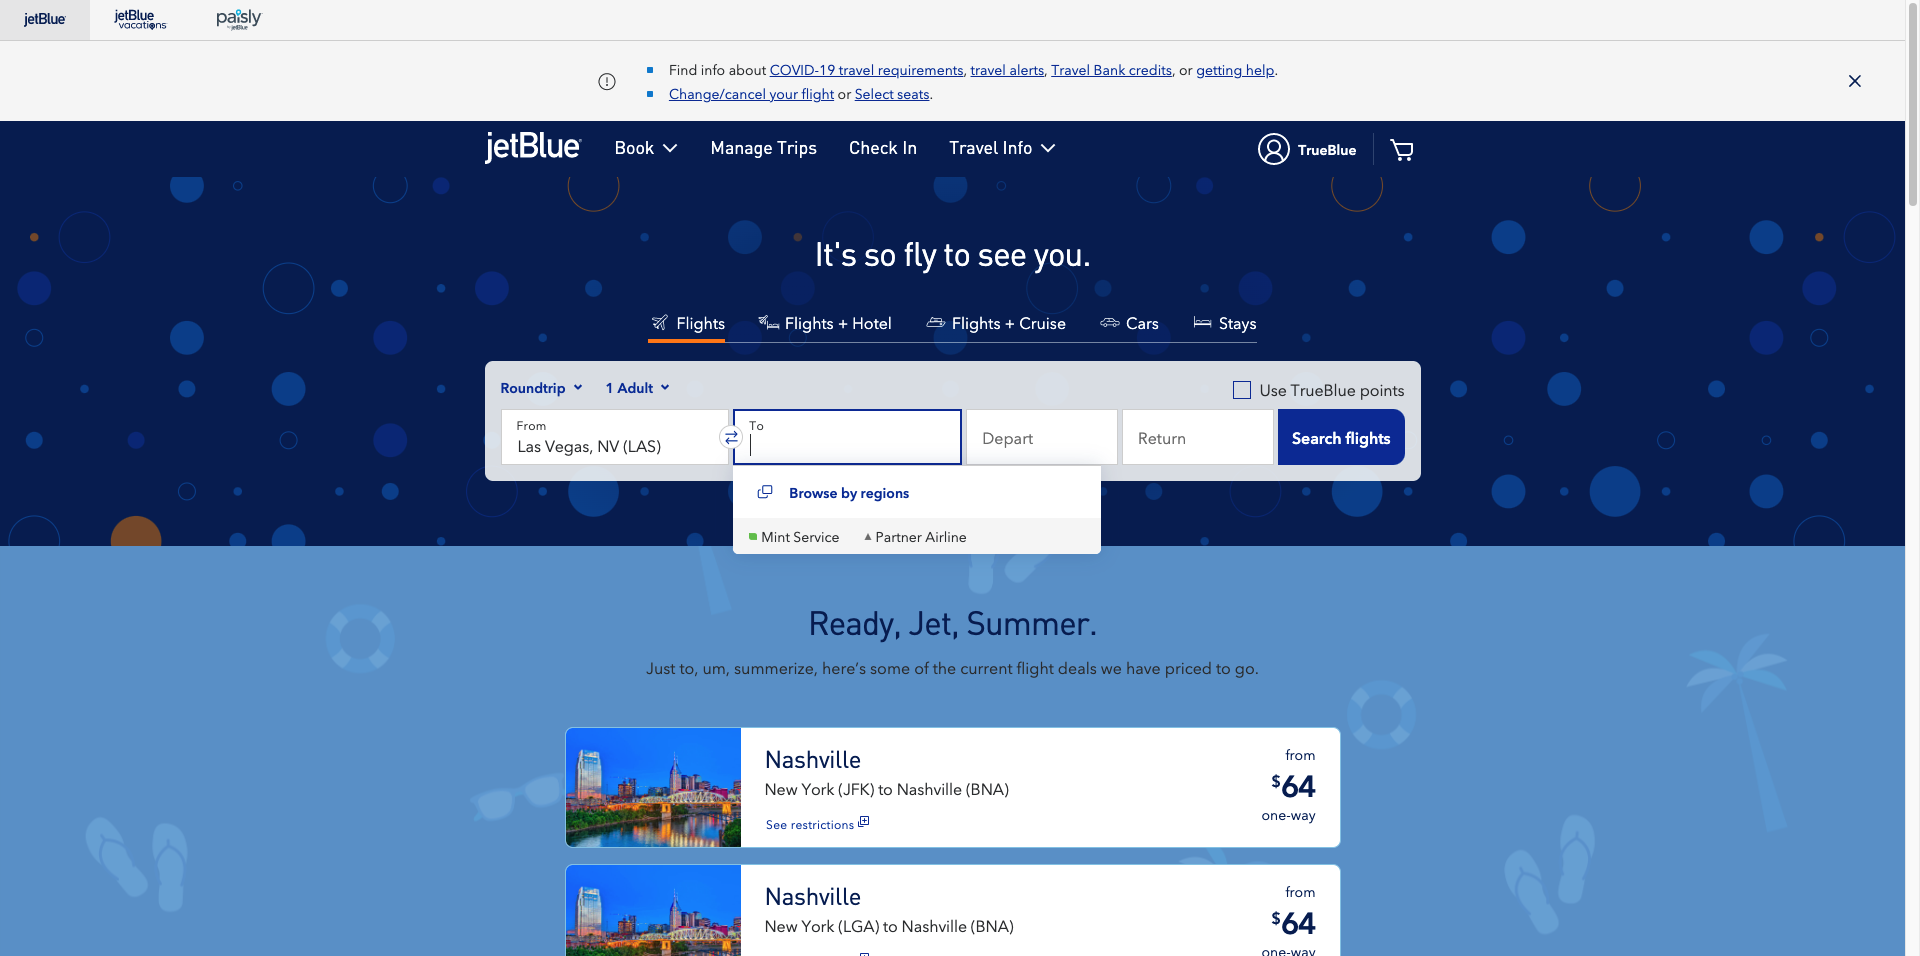 jetBlue
jetBlue vacations
paisly by jetBlue
Find info about COVID-19 travel requirements, travel alerts, Travel Bank credits, or getting help.
Change/cancel your flight or Select seats.
jetBlue
Book
Manage Trips
Check In
Travel Info
TrueBlue
It's so fly to see you.
Flights
Flights + Hotel
Flights + Cruise
Cars
Stays
Roundtrip
1 Adult
Use TrueBlue points
From
Las Vegas, NV (LAS)
To
Depart
Return
Search flights
Browse by regions
Mint Service
Partner Airline
Ready, Jet, Summer.
Just to, um, summerize, here’s some of the current flight deals we have priced to go.
Nashville
New York (JFK) to Nashville (BNA)
See restrictions
from
$64
one-way
Nashville
New York (LGA) to Nashville (BNA)
from
$64
one-way